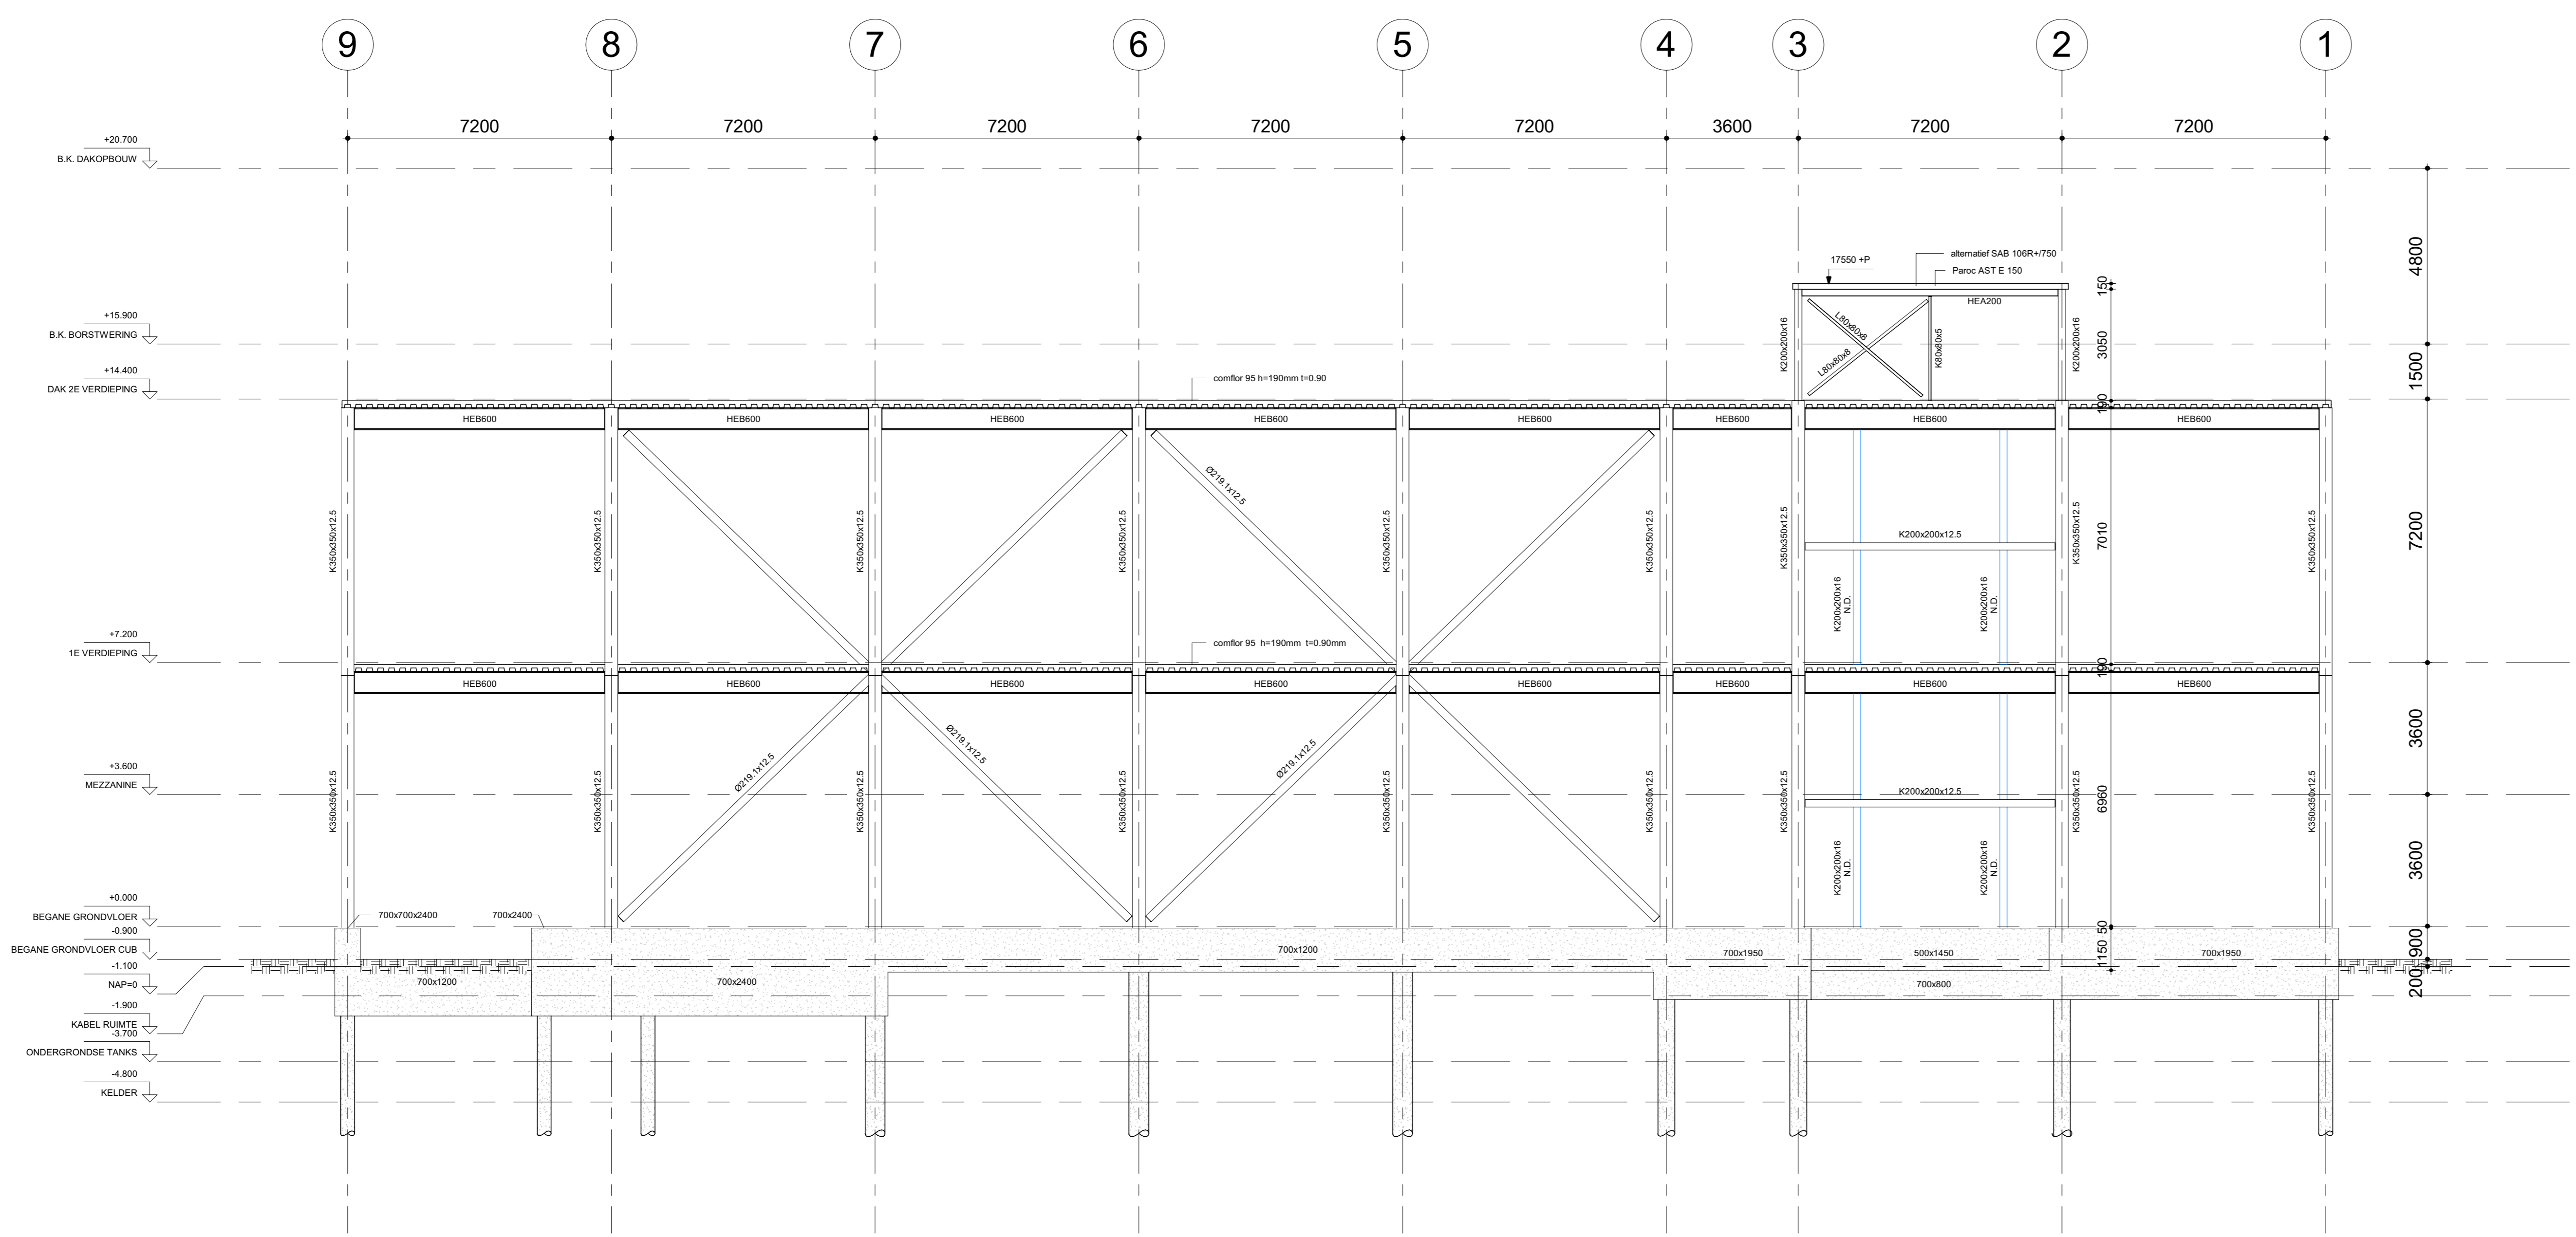 9
8
7
6
5
4
3
2
1
7200
7200
7200
7200
7200
3600
7200
7200
+20.700
B.K. DAKOPBOUW
+15.900
B.K. BORSTWERING
+14.400
DAK 2E VERDIEPING
+7.200
1E VERDIEPING
+3.600
MEZZANINE
+0.000
BEGANE GRONDVLOER
-0.900
BEGANE GRONDVLOER CUB
-1.100
NAP=0
-1.900
KABEL RUIMTE
-3.700
ONDERGRONDSE TANKS
-4.800
KELDER
17550 +P
alternatief SAB 106R+/750
Paroc AST E 150
HEA200
K200x200x16
L80x80x8
L80x80x8
K80x80x5
K200x200x16
150
3050
190
comflor 95 h=190mm t=0.90
HEB600
HEB600
HEB600
HEB600
HEB600
HEB600
HEB600
HEB600
K350x350x12.5
K350x350x12.5
K350x350x12.5
K350x350x12.5
Ø219.1x12.5
K350x350x12.5
K350x350x12.5
K350x350x12.5
K200x200x12.5
K200x200x16
N.D.
K200x200x16
N.D.
K350x350x12.5
7010
K350x350x12.5
comflor 95 h=190mm t=0.90mm
190
HEB600
HEB600
HEB600
HEB600
HEB600
HEB600
HEB600
HEB600
K350x350x12.5
K350x350x12.5
Ø219.1x12.5
K350x350x12.5
Ø219.1x12.5
K350x350x12.5
Ø219.1x12.5
K350x350x12.5
K350x350x12.5
K350x350x12.5
K200x200x12.5
K200x200x16
N.D.
K200x200x16
N.D.
K350x350x12.5
6960
K350x350x12.5
700x700x2400
700x2400
50
1150
700x1200
700x2400
700x1200
700x1950
500x1450
700x800
700x1950
4800
1500
7200
3600
3600
900
200